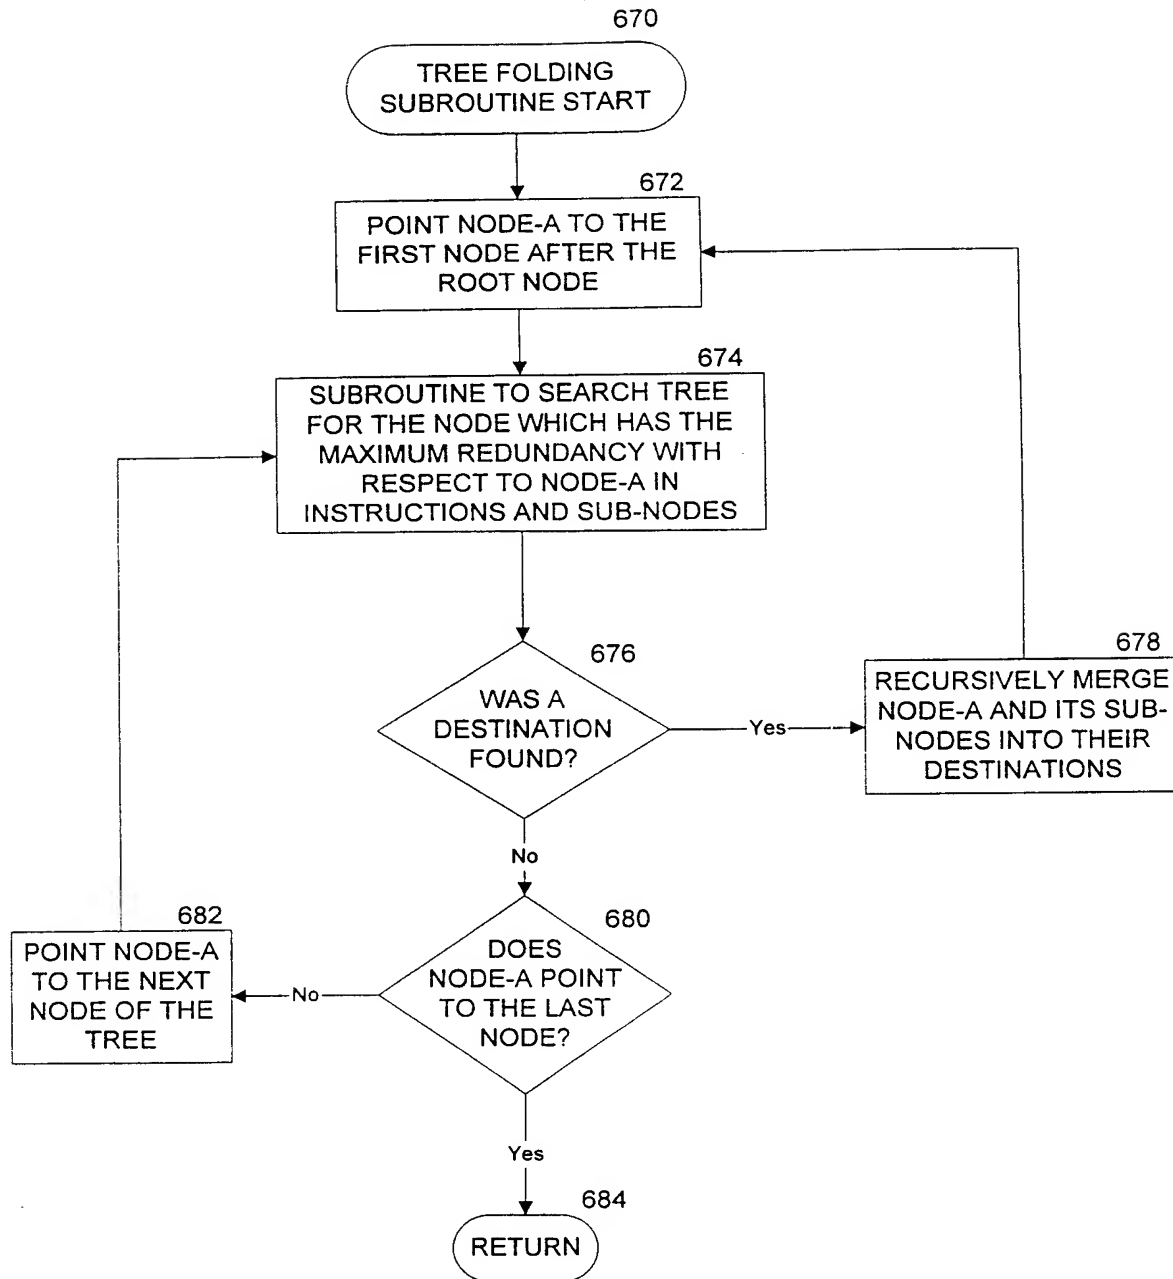 670
TREE FOLDING
SUBROUTINE START
672
POINT NODE-A TO THE
FIRST NODE AFTER THE
ROOT NODE
674
SUBROUTINE TO SEARCH TREE
FOR THE NODE WHICH HAS THE
MAXIMUM REDUNDANCY WITH
RESPECT TO NODE-A IN
INSTRUCTIONS AND SUB-NODES
676
WAS A
DESTINATION
FOUND?
Yes
678
RECURSIVELY MERGE
NODE-A AND ITS SUB-
NODES INTO THEIR
DESTINATIONS
No
680
DOES
NODE-A POINT
TO THE LAST
NODE?
No
682
POINT NODE-A
TO THE NEXT
NODE OF THE
TREE
Yes
684
RETURN